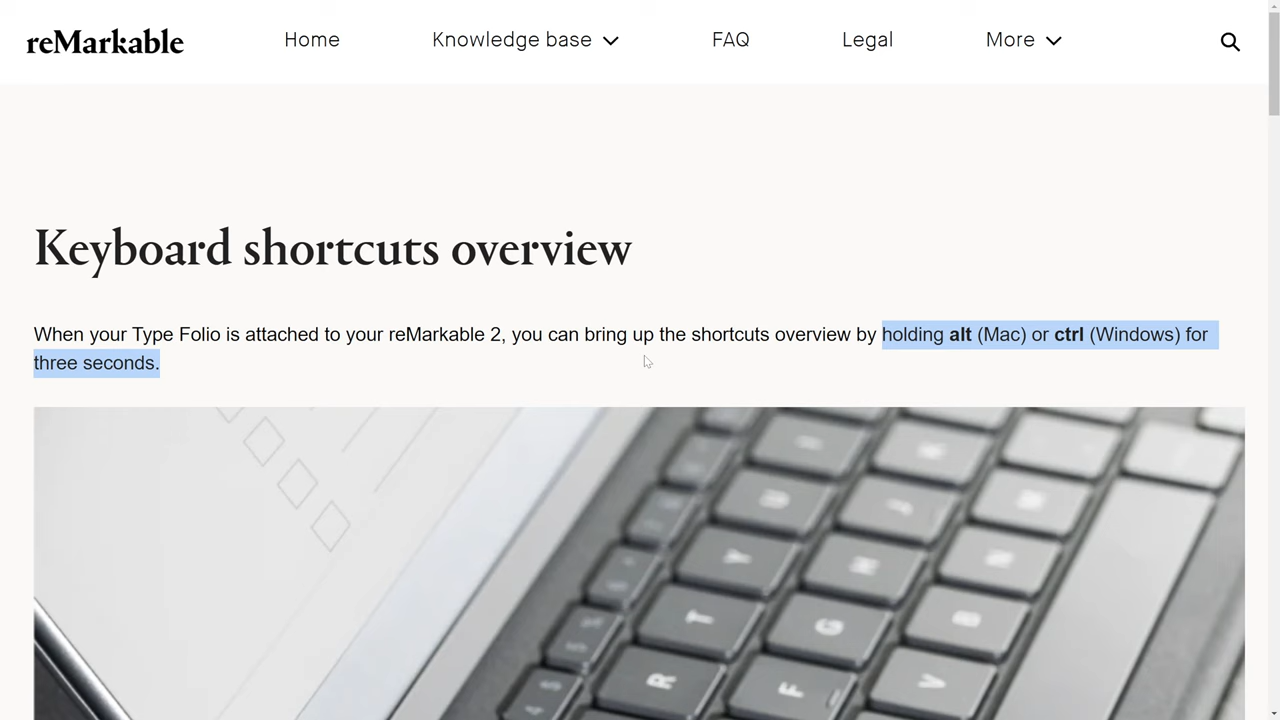 reMarkable Home Knowledge base FAQ Legal More
Keyboard shortcuts overview
When your Type Folio is attached to your reMarkable 2, you can bring up the shortcuts overview by holding alt (Mac) or ctrl (Windows) for
three seconds.
Y
T
G
B
R
F
V